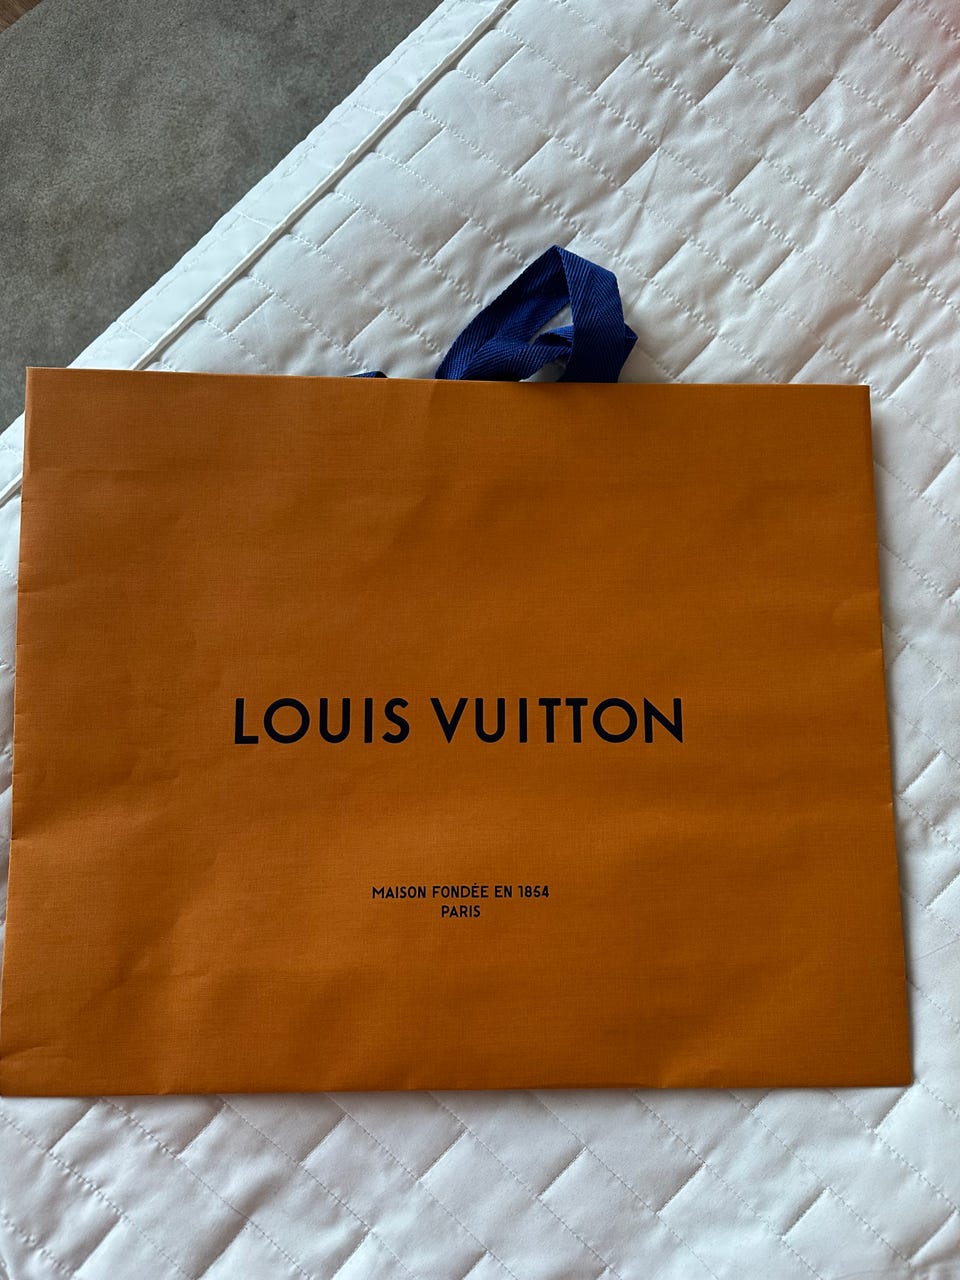 LOUIS VUITTON
MAISON FONDÉE EN 1854
PARIS